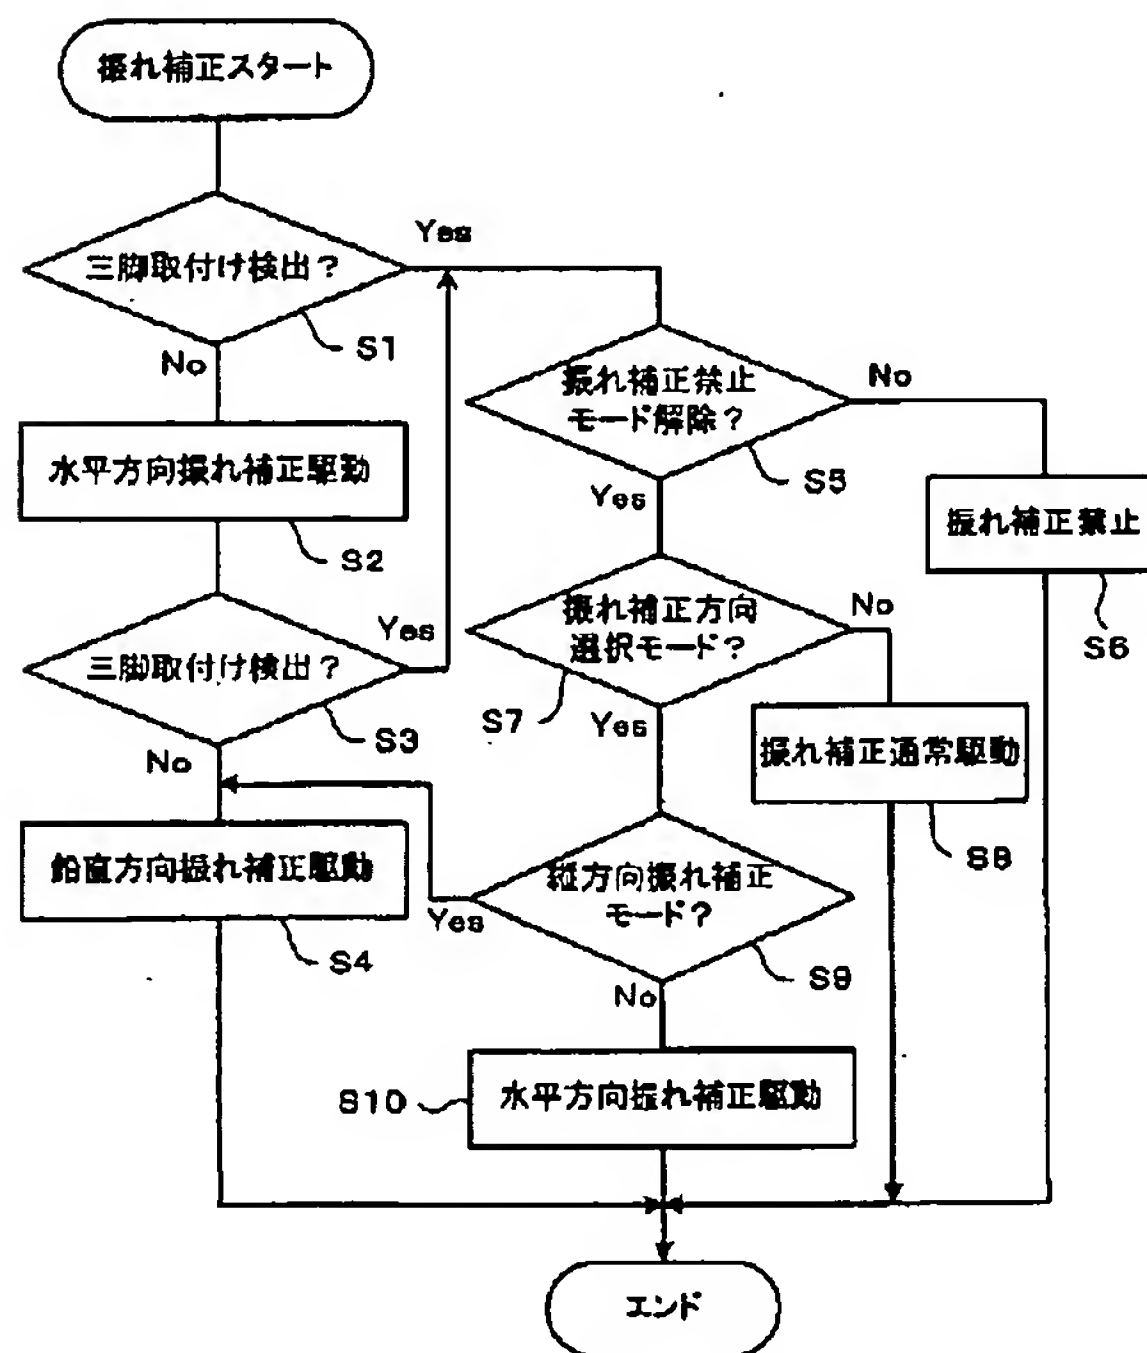 振れ補正スタート
三脚取付け検出？
Yes
S1
No
水平方向振れ補正駆動
S2
三脚取付け検出？
Yes
S3
No
鉛直方向振れ補正駆動
S4
振れ補正禁止
モード解除？
No
S5
Yes
振れ補正禁止
S6
振れ補正方向
選択モード？
No
S7
Yes
振れ補正通常駆動
S8
縦方向振れ補正
モード？
Yes
S9
No
水平方向振れ補正駆動
S10
エンド